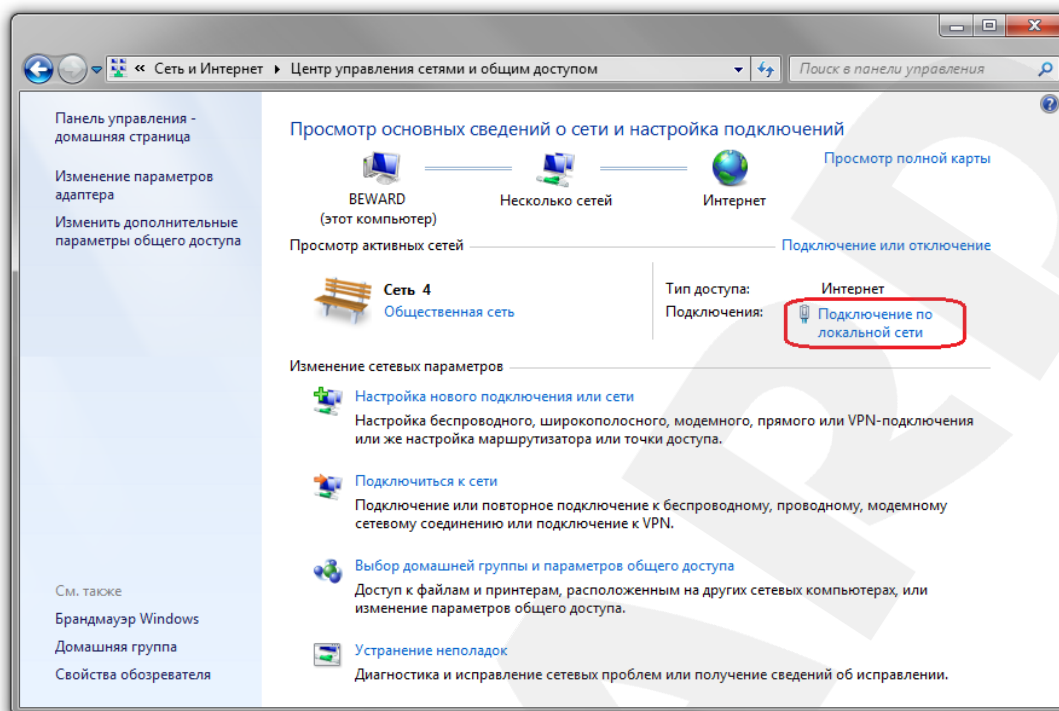 « Сеть и Интернет ▸ Центр управления сетями и общим доступом
Поиск в панели управления
Панель управления -
домашняя страница
Изменение параметров
адаптера
Изменить дополнительные
параметры общего доступа
См. также
Брандмауэр Windows
Домашняя группа
Свойства обозревателя
Просмотр основных сведений о сети и настройка подключений
Просмотр полной карты
BEWARD
(этот компьютер)
Несколько сетей
Интернет
Просмотр активных сетей
Подключение или отключение
Сеть 4
Общественная сеть
Тип доступа: Интернет
Подключения: Подключение по
локальной сети
Изменение сетевых параметров
Настройка нового подключения или сети
Настройка беспроводного, широкополосного, модемного, прямого или VPN-подключения
или же настройка маршрутизатора или точки доступа.
Подключиться к сети
Подключение или повторное подключение к беспроводному, проводному, модемному
сетевому соединению или подключение к VPN.
Выбор домашней группы и параметров общего доступа
Доступ к файлам и принтерам, расположенным на других сетевых компьютерах, или
изменение параметров общего доступа.
Устранение неполадок
Диагностика и исправление сетевых проблем или получение сведений об исправлении.